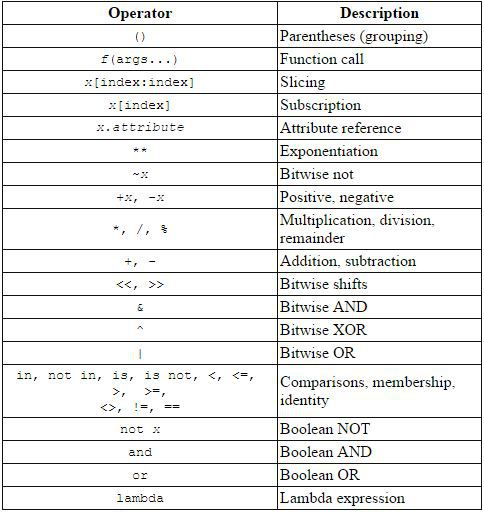 Operator Description
() Parentheses (grouping)
f(args...) Function call
x[index:index] Slicing
x[index] Subscription
x.attribute Attribute reference
** Exponentiation
~x Bitwise not
+x, -x Positive, negative
*, /, % Multiplication, division,
remainder
+, - Addition, subtraction
<<, >> Bitwise shifts
& Bitwise AND
^ Bitwise XOR
| Bitwise OR
in, not in, is, is not, <, <=,
>, >=,
<>, !=, == Comparisons, membership,
identity
not x Boolean NOT
and Boolean AND
or Boolean OR
lambda Lambda expression